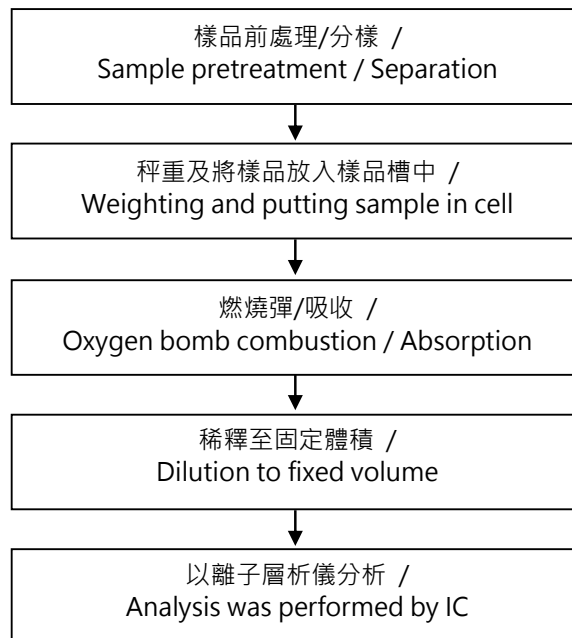 樣品前處理/分樣 /
Sample pretreatment / Separation
秤重及將樣品放入樣品槽中 /
Weighting and putting sample in cell
燃燒彈/吸收 /
Oxygen bomb combustion / Absorption
稀釋至固定體積 /
Dilution to fixed volume
以離子層析儀分析 /
Analysis was performed by IC